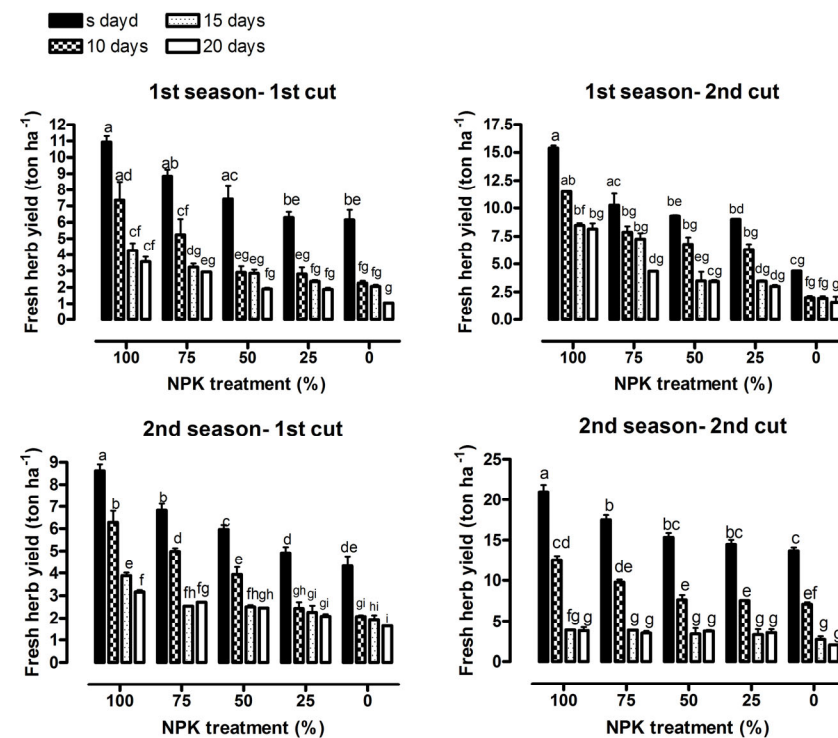 s dayd 15 days
10 days 20 days
1st season- 1st cut
Fresh herb yield (ton ha⁻¹)
12
11
10
9
8
7
6
5
4
3
2
1
0
a ad cf cf
ab cf dg eg
ac eg eg fg
be eg fg fg
be fg fg g
100 75 50 25 0
NPK treatment (%)
1st season- 2nd cut
Fresh herb yield (ton ha⁻¹)
17.5
15.0
12.5
10.0
7.5
5.0
2.5
0.0
a ab bf bg
ac bg bg dg
be bg eg cg
bd bg dg dg
cg fg fg g
100 75 50 25 0
NPK treatment (%)
2nd season- 1st cut
Fresh herb yield (ton ha⁻¹)
9
8
7
6
5
4
3
2
1
0
a b e f
b d fh fg
c e fh gh
d gh gi gi
de gi hi i
100 75 50 25 0
NPK treatment (%)
2nd season- 2nd cut
Fresh herb yield (ton ha⁻¹)
25
20
15
10
5
0
a cd fg g
b de g g
bc e g g
bc e g g
c ef g g
100 75 50 25 0
NPK treatment (%)